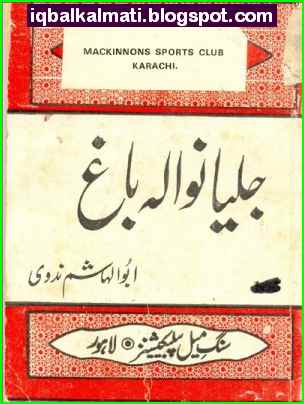 iqbalkalmati.blogspot.com
MACKINNONS SPORTS CLUB
KARACHI.
جلیانوالہ باغ
ابوالہاشم ندوی
سنگ میل پبلیکیشنز ◎ لاہور